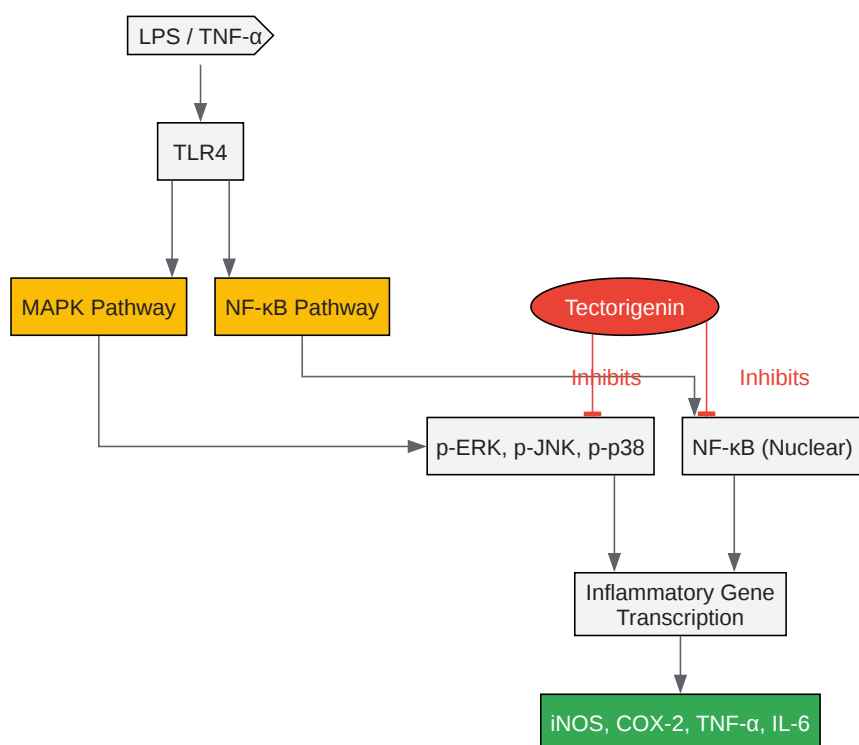 LPS / TNF-α
TLR4
MAPK Pathway
NF-κB Pathway
Tectorigenin
Inhibits
Inhibits
p-ERK, p-JNK, p-p38
NF-κB (Nuclear)
Inflammatory Gene
Transcription
iNOS, COX-2, TNF-α, IL-6